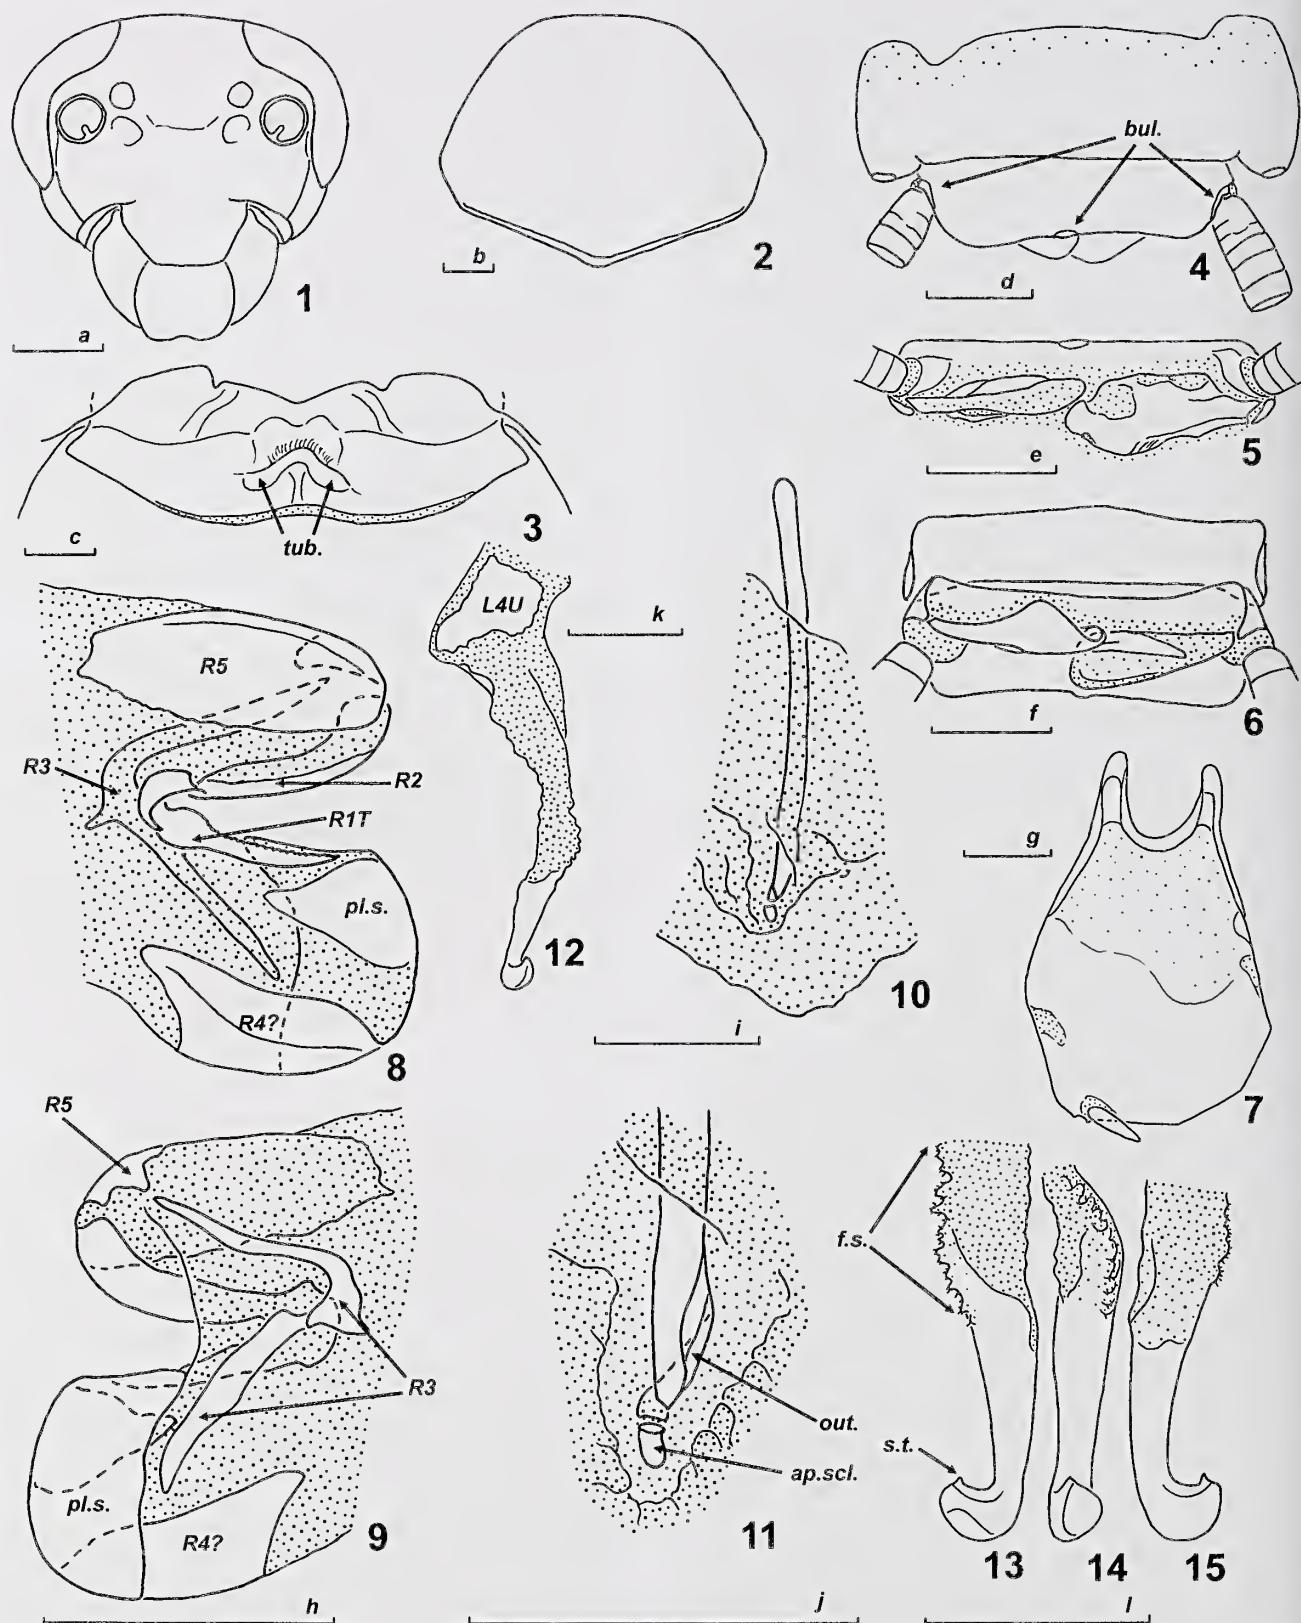 1
a
2
b
bul.
4
d
3
c
tub.
5
e
L4U
k
12
10
i
6
f
g
7
R5
R3
R2
R1T
pl.s.
R4?
8
R5
R3
pl.s.
R4?
9
h
out.
ap.scl.
11
j
f.s.
s.t.
13
14
15
l